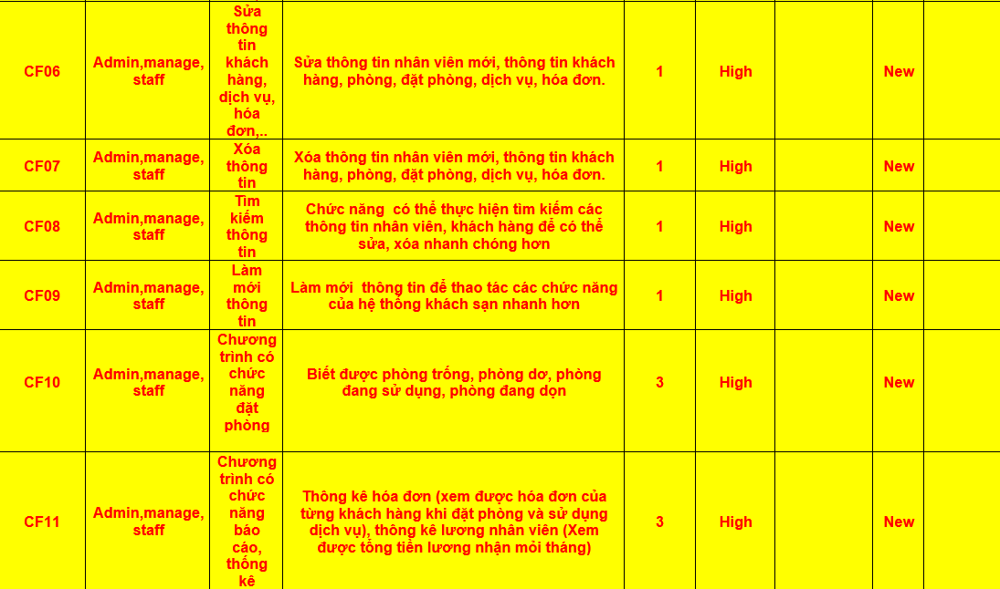 CF06
Admin,manage,
staff
Sửa
thông
tin
khách
hàng,
dịch vụ,
hóa
đơn,..
Sửa thông tin nhân viên mới, thông tin khách
hàng, phòng, đặt phòng, dịch vụ, hóa đơn.
1
High
New
CF07
Admin,manage,
staff
Xóa
thông
tin
Xóa thông tin nhân viên mới, thông tin khách
hàng, phòng, đặt phòng, dịch vụ, hóa đơn.
1
High
New
CF08
Admin,manage,
staff
Tìm
kiếm
thông
tin
Chức năng  có thể thực hiện tìm kiếm các
thông tin nhân viên, khách hàng để có thể
sửa, xóa nhanh chóng hơn
1
High
New
CF09
Admin,manage,
staff
Làm
mới
thông
tin
Làm mới  thông tin để thao tác các chức năng
của hệ thống khách sạn nhanh hơn
1
High
New
CF10
Admin,manage,
staff
Chương
trình có
chức
năng
đặt
phòng
Biết được phòng trống, phòng dơ, phòng
đang sử dụng, phòng đang dọn
3
High
New
CF11
Admin,manage,
staff
Chương
trình có
chức
năng
báo
cáo,
thống
kê
Thông kê hóa đơn (xem được hóa đơn của
từng khách hàng khi đặt phòng và sử dụng
dịch vụ), thông kê lương nhân viên (Xem
được tổng tiền lương nhận mỏi tháng)
3
High
New